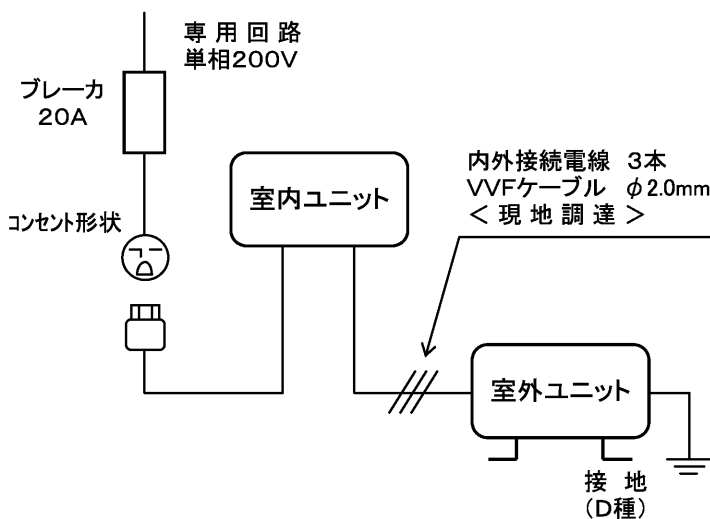 専用回路
単相200V
ブレーカ
20A
コンセント形状
室内ユニット
内外接続電線 3本
VVFケーブル φ2.0mm
<現地調達>
室外ユニット
接地
(D種)